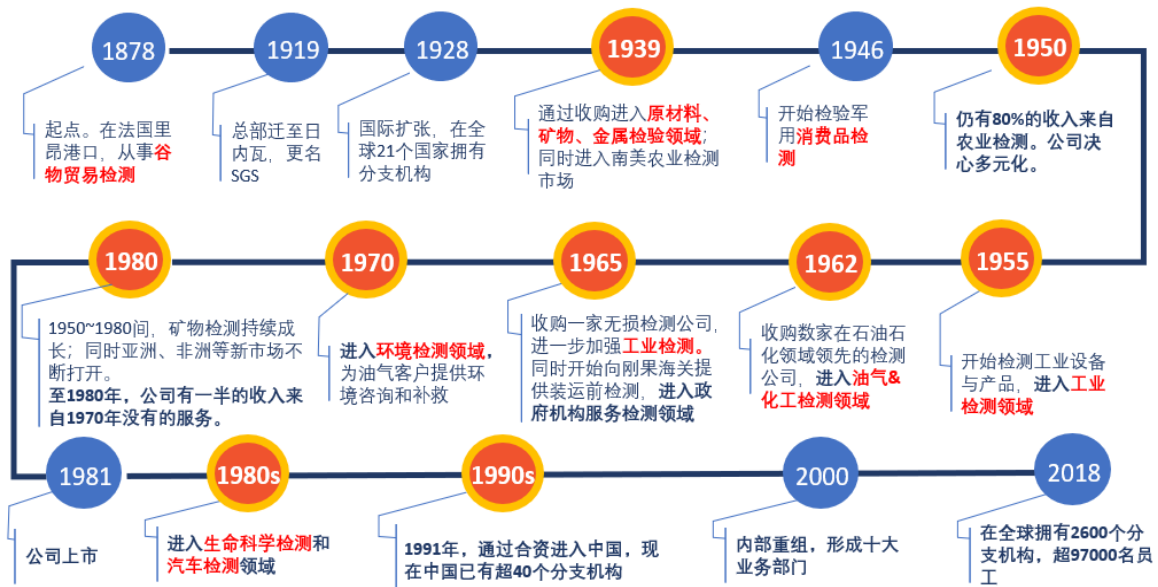 1878
起点。在法国里
昂港口，从事谷
物贸易检测
1919
总部迁至日
内瓦，更名
SGS
1928
国际扩张，在全
球21个国家拥有
分支机构
1939
通过收购进入原材料、
矿物、金属检验领域；
同时进入南美农业检测
市场
1946
开始检验军
用消费品检
测
1950
仍有80%的收入来自
农业检测。公司决
心多元化。
1955
开始检测工业设备
与产品，进入工业
检测领域
1962
收购数家在石油石
化领域领先的检测
公司，进入油气&
化工检测领域
1965
收购一家无损检测公司，
进一步加强工业检测。
同时开始向刚果海关提
供装运前检测，进入政
府机构服务检测领域
1970
进入环境检测领域，
为油气客户提供环
境咨询和补救
1980
1950~1980间，矿物检测持续成
长；同时亚洲、非洲等新市场不
断打开。
至1980年，公司有一半的收入来
自1970年没有的服务。
1981
公司上市
1980s
进入生命科学检测和
汽车检测领域
1990s
1991年，通过合资进入中国，现
在中国已有超40个分支机构
2000
内部重组，形成十大
业务部门
2018
在全球拥有2600个分
支机构，超97000名员
工